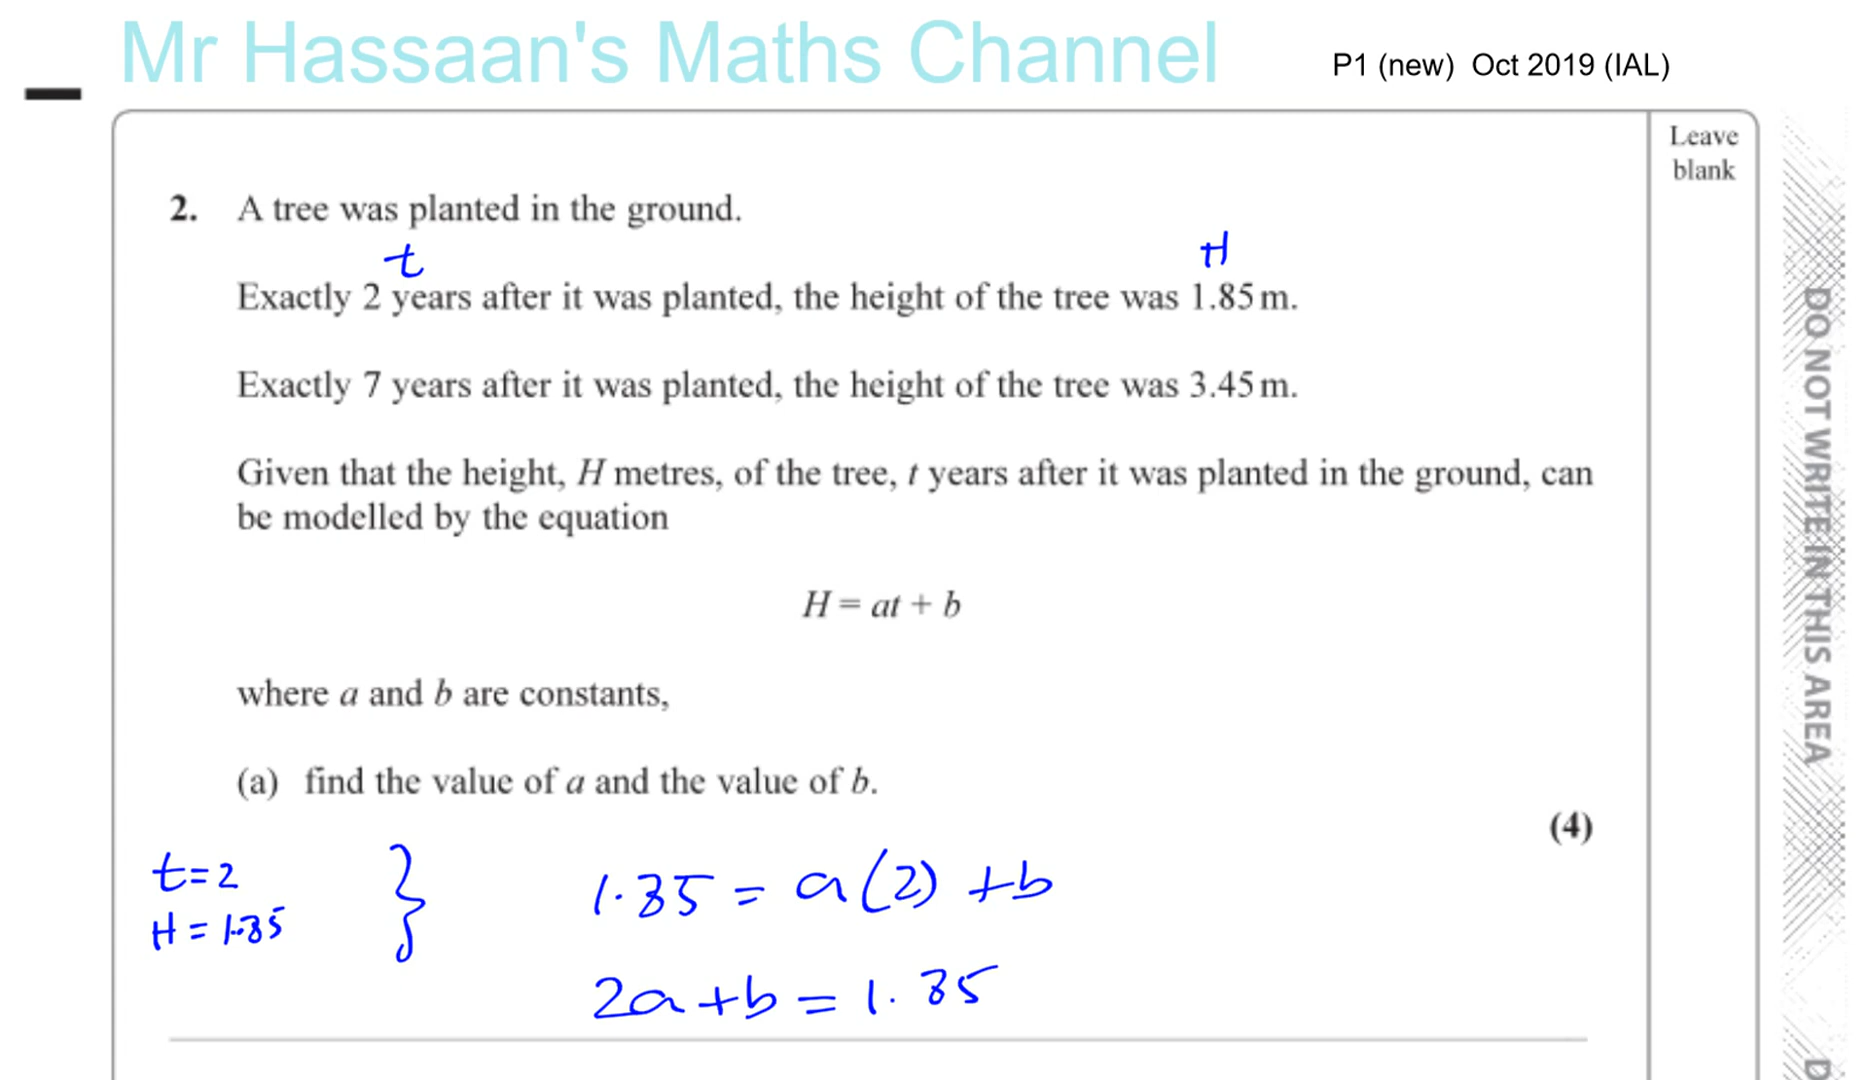 Mr Hassaan's Maths Channel
P1 (new) Oct 2019 (IAL)
Leave
blank
2. A tree was planted in the ground.
t H
Exactly 2 years after it was planted, the height of the tree was 1.85 m.
Exactly 7 years after it was planted, the height of the tree was 3.45 m.
Given that the height, H metres, of the tree, t years after it was planted in the ground, can
be modelled by the equation
H = at + b
where a and b are constants,
(a) find the value of a and the value of b.
(4)
t=2
H = 1.85
1.85 = a(2) +b
2a+b = 1.85
DO NOT WRITE IN THIS AREA
D